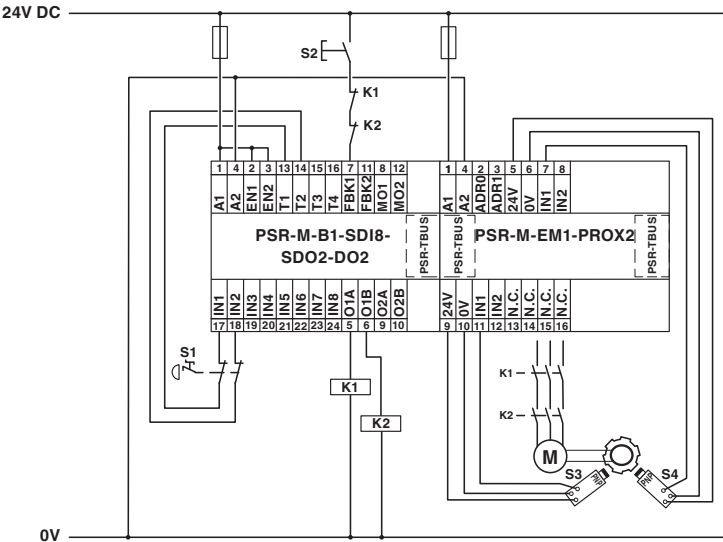 24V DC
S2
K1
K2
1 4 2 3 13 14 15 16 7 11 8 12
A1 A2 EN1 EN2 T1 T2 T3 T4 FBK1 FBK2 MO1 MO2
1 4 2 3 5 6 7 8
A1 A2 ADR0 ADR1 24V 0V IN1 IN2
PSR-M-B1-SDI8-
SDO2-DO2
PSR-TBUS
PSR-TBUS
PSR-M-EM1-PROX2
PSR-TBUS
IN1 IN2 IN3 IN4 IN5 IN6 IN7 IN8 O1A O1B O2A O2B
17 18 19 20 21 22 23 24 5 6 9 10
24V 0V IN1 IN2 N.C. N.C. N.C. N.C.
9 10 11 12 13 14 15 16
S1
K1
K2
K1
K2
M
S3
PNP
S4
PNP
0V